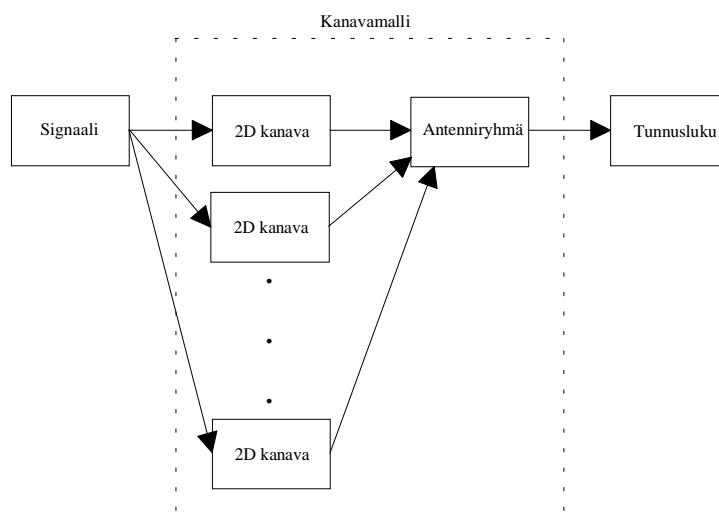 Kanavamalli
Signaali
2D kanava
Antenniryhmä
Tunnusluku
2D kanava
2D kanava